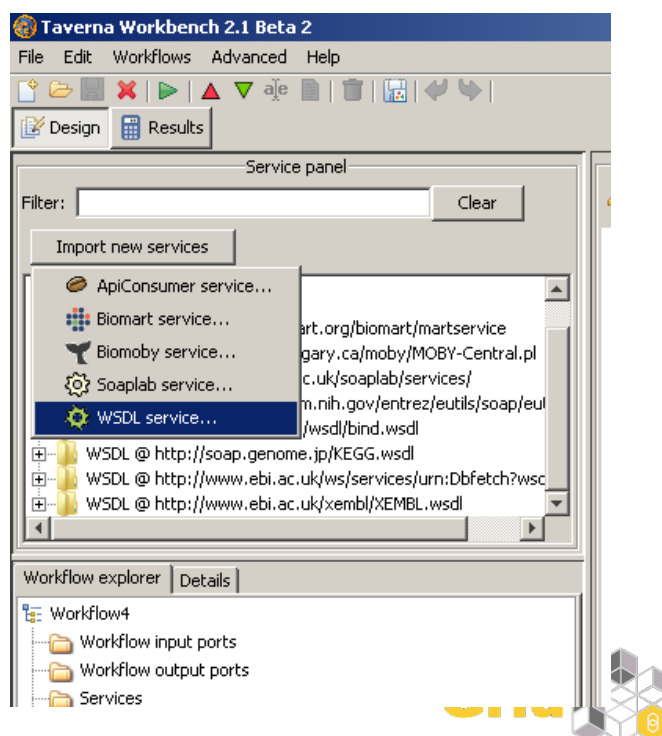 Taverna Workbench 2.1 Beta 2
File Edit Workflows Advanced Help
Design Results
Service panel
Filter: Clear
Import new services
ApiConsumer service...
Biomart service...
art.org/biomart/martservice
Biomoby service...
gary.ca/moby/MOBY-Central.pl
Soaplab service...
c.uk/soaplab/services/
WSDL service...
m.nih.gov/entrez/eutils/soap/eu
/wsdl/bind.wsdl
WSDL @ http://soap.genome.jp/KEGG.wsdl
WSDL @ http://www.ebi.ac.uk/ws/services/urn:Dbfetch?wsd
WSDL @ http://www.ebi.ac.uk/xembl/XEMBL.wsdl
Workflow explorer Details
Workflow4
Workflow input ports
Workflow output ports
Services